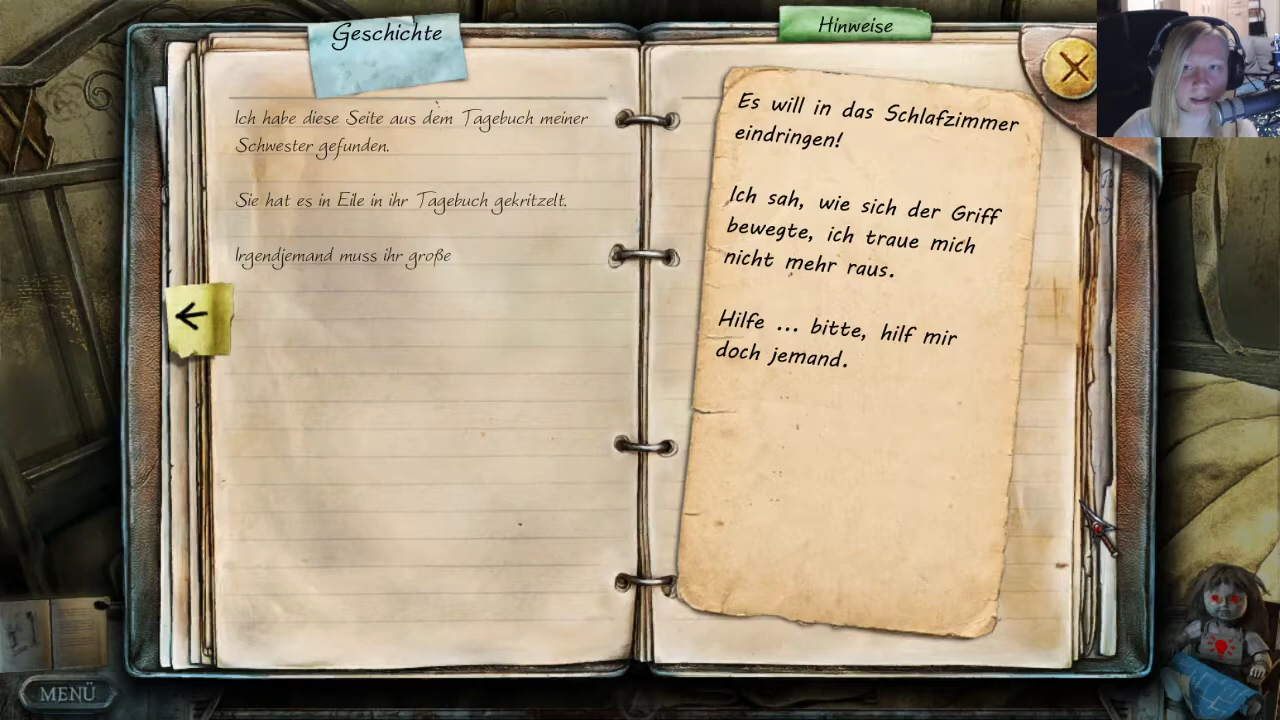 Geschichte
Ich habe diese Seite aus dem Tagebuch meiner
Schwester gefunden.
Sie hat es in Eile in ihr Tagebuch gekritzelt.
Irgendjemand muss ihr große
Hinweise
Es will in das Schlafzimmer
eindringen!
Ich sah, wie sich der Griff
bewegte, ich traue mich
nicht mehr raus.
Hilfe ... bitte, hilf mir
doch jemand.
MENÜ